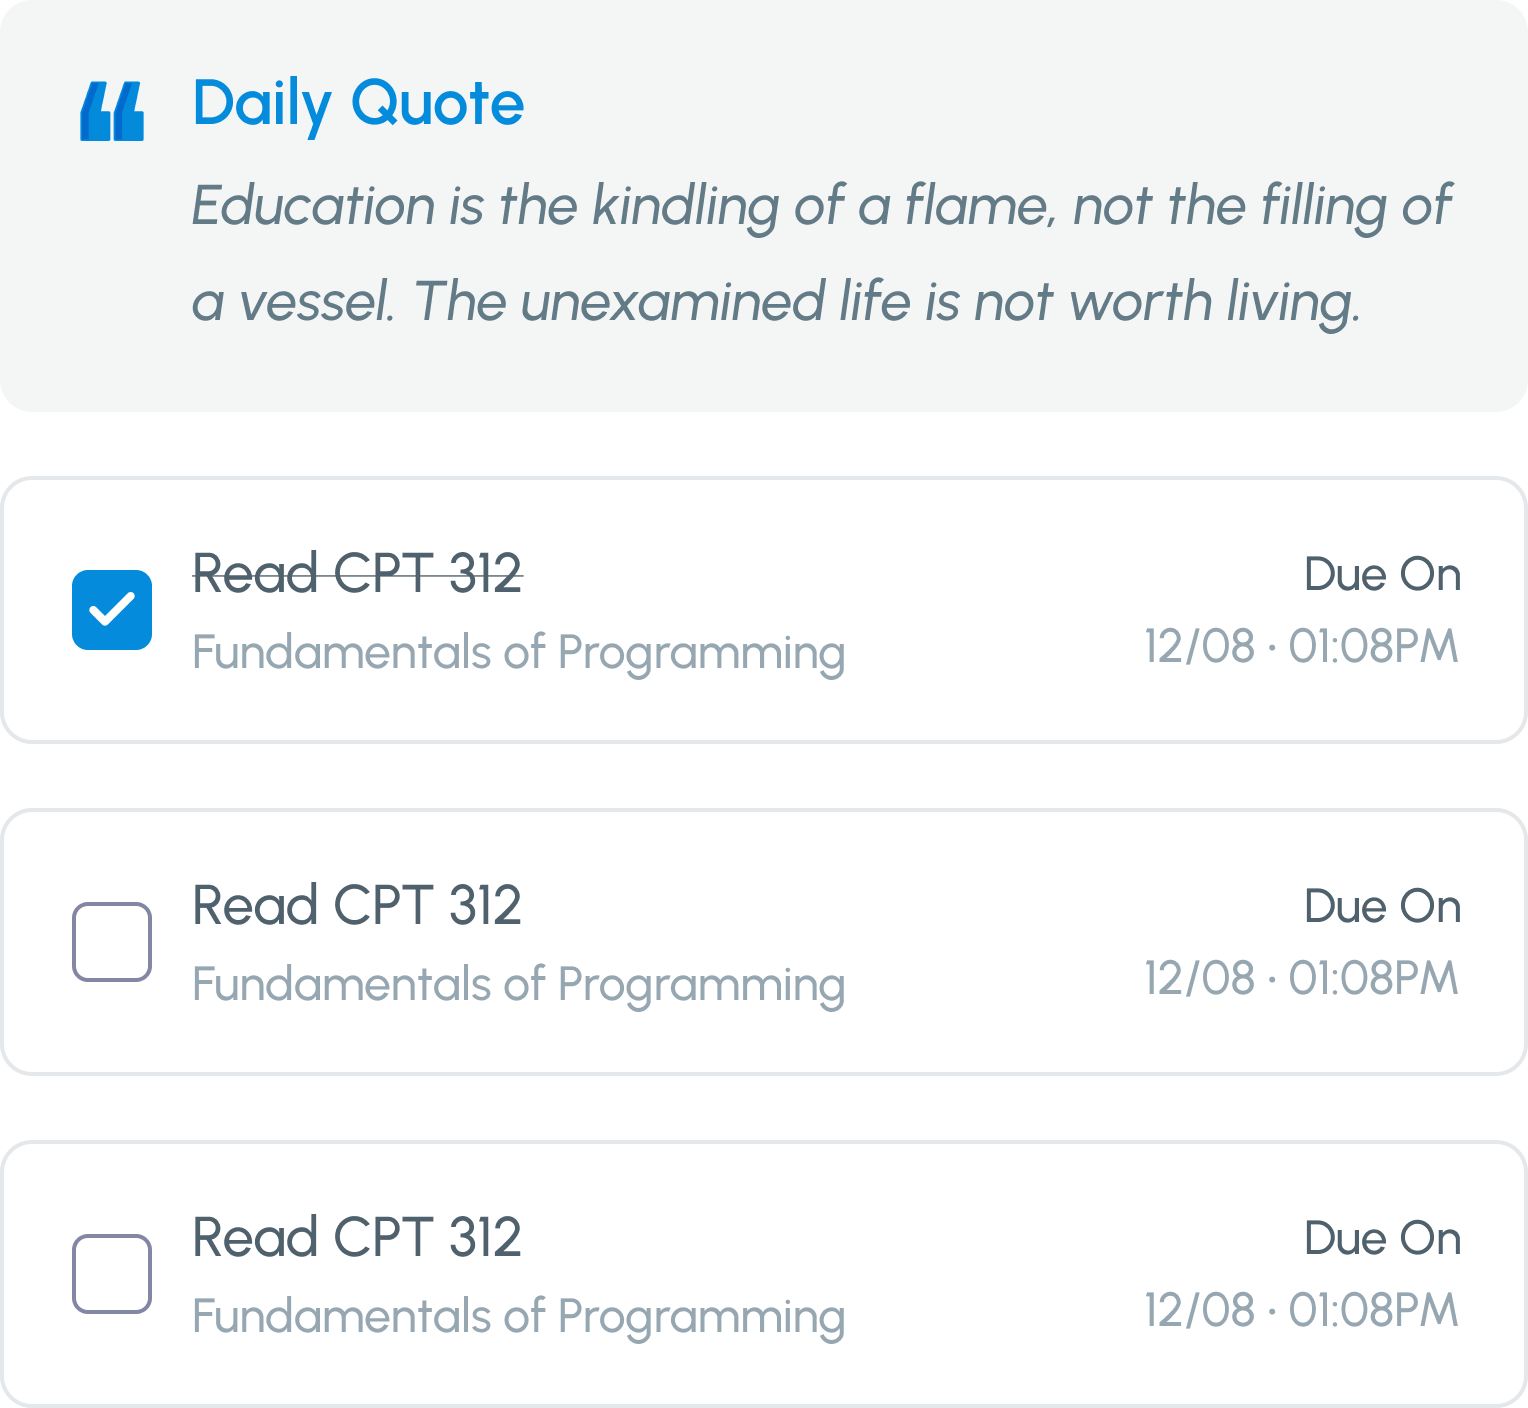 Daily Quote
Education is the kindling of a flame, not the filling of
a vessel. The unexamined life is not worth living.
Read CPT 312
Due On
Fundamentals of Programming
12/08 · 01:08PM
Read CPT 312
Due On
Fundamentals of Programming
12/08 · 01:08PM
Read CPT 312
Due On
Fundamentals of Programming
12/08 · 01:08PM